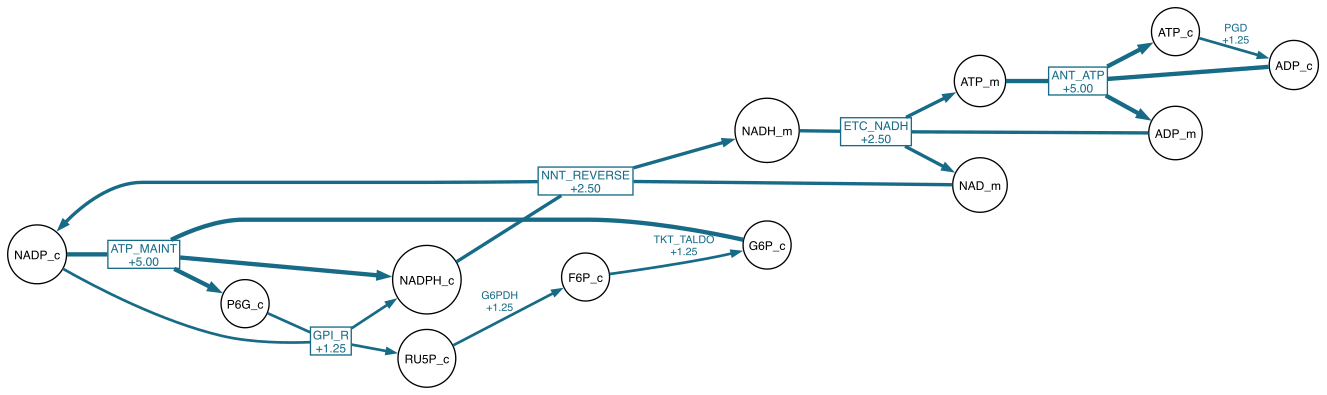 ATP_c
PGD
+1.25
ADP_c
ATP_m
ANT_ATP
+5.00
NADH_m
ETC_NADH
+2.50
ADP_m
NNT_REVERSE
+2.50
NAD_m
NADP_c
ATP_MAINT
+5.00
TKT_TALDO
+1.25
G6P_c
NADPH_c
F6P_c
P6G_c
G6PDH
+1.25
GPI_R
+1.25
RU5P_c